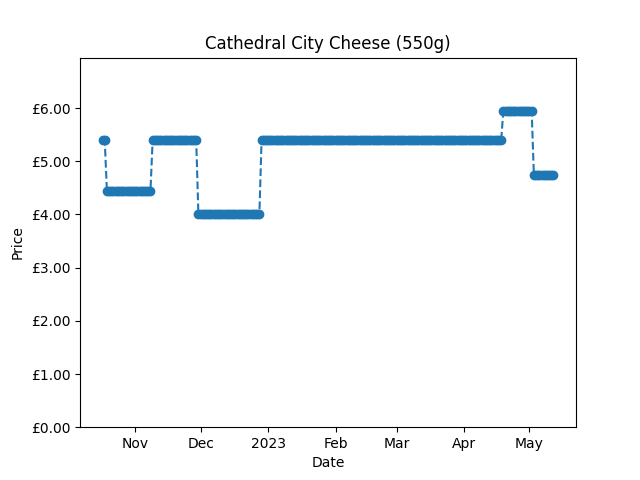 Cathedral City Cheese (550g)
£6.00
£5.00
£4.00
£3.00
£2.00
£1.00
£0.00
Price
Nov Dec 2023 Feb Mar Apr May
Date